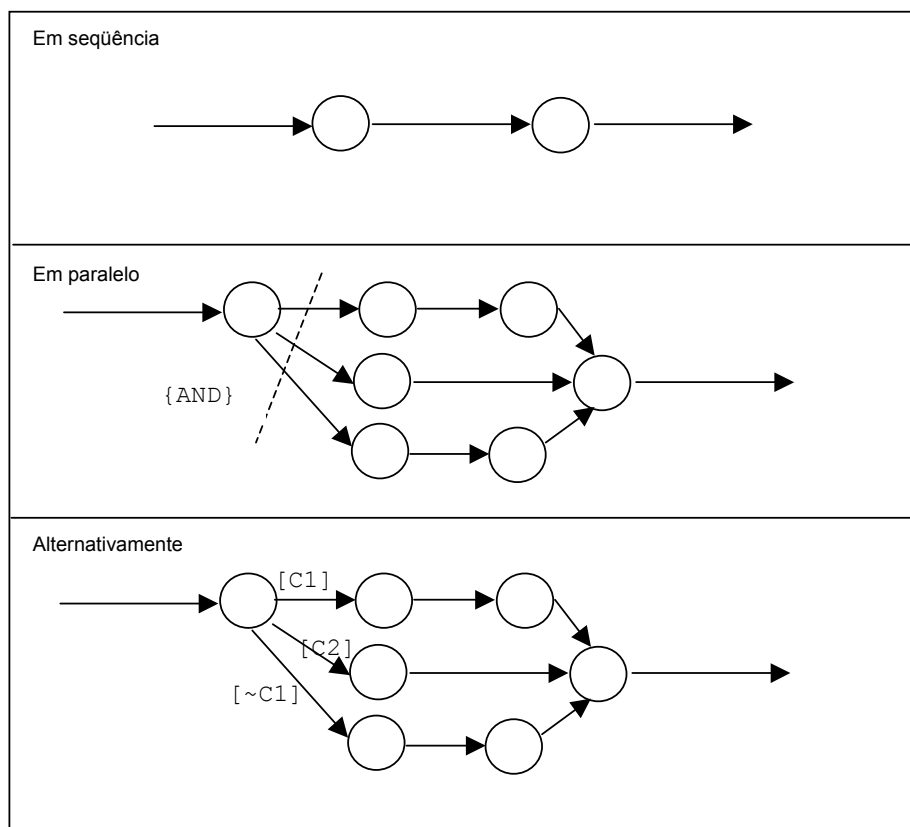 Em seqüência
Em paralelo
{AND}
Alternativamente
[C1]
[C2]
[~C1]